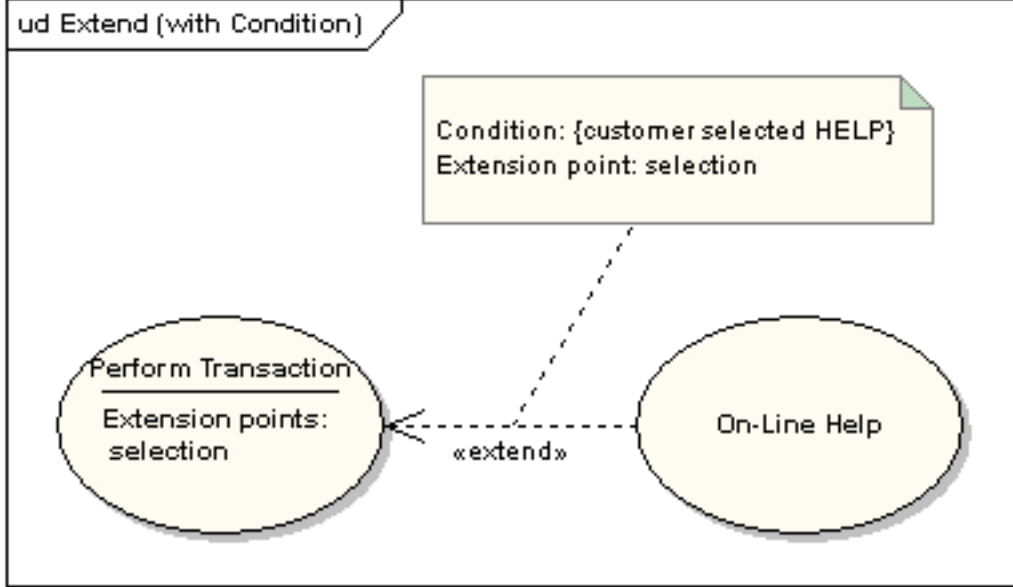 ud Extend (with Condition)
Condition: {customer selected HELP}
Extension point: selection
Perform Transaction
Extension points:
selection
«extend»
On-Line Help